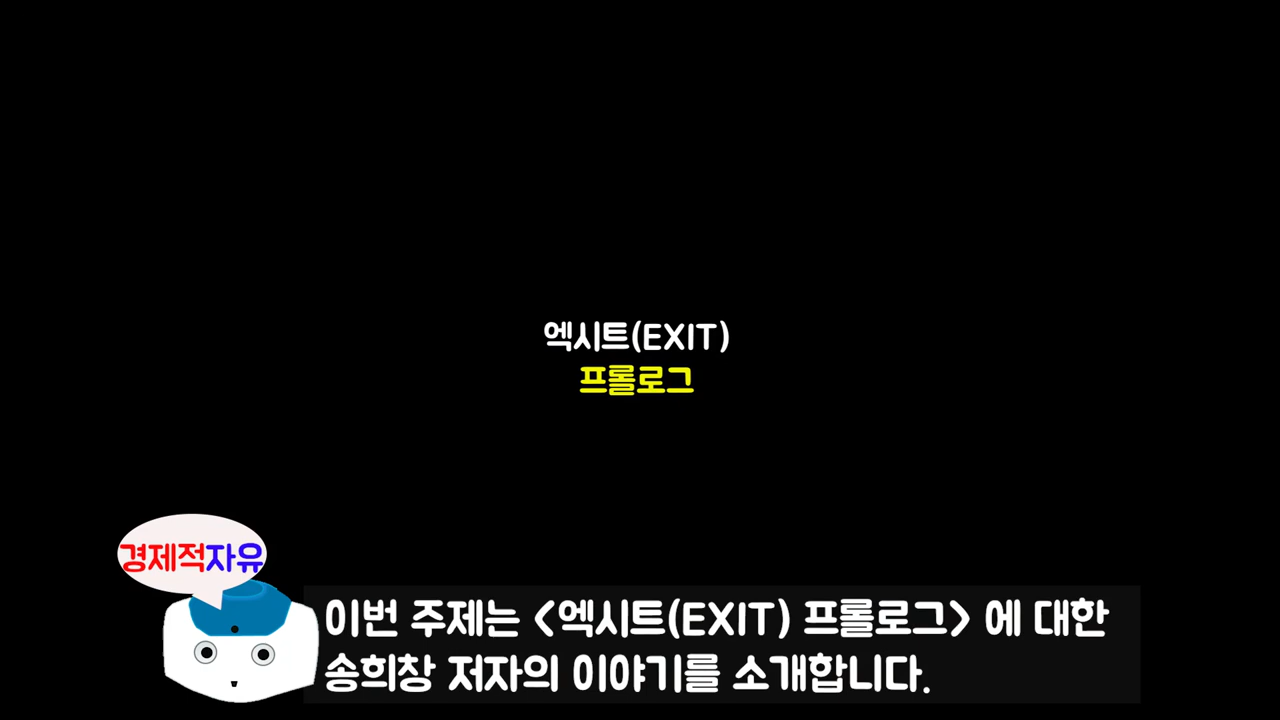 엑시트(EXIT)
프롤로그
경제적자유
이번 주제는 <엑시트(EXIT) 프롤로그> 에 대한
송희창 저자의 이야기를 소개합니다.